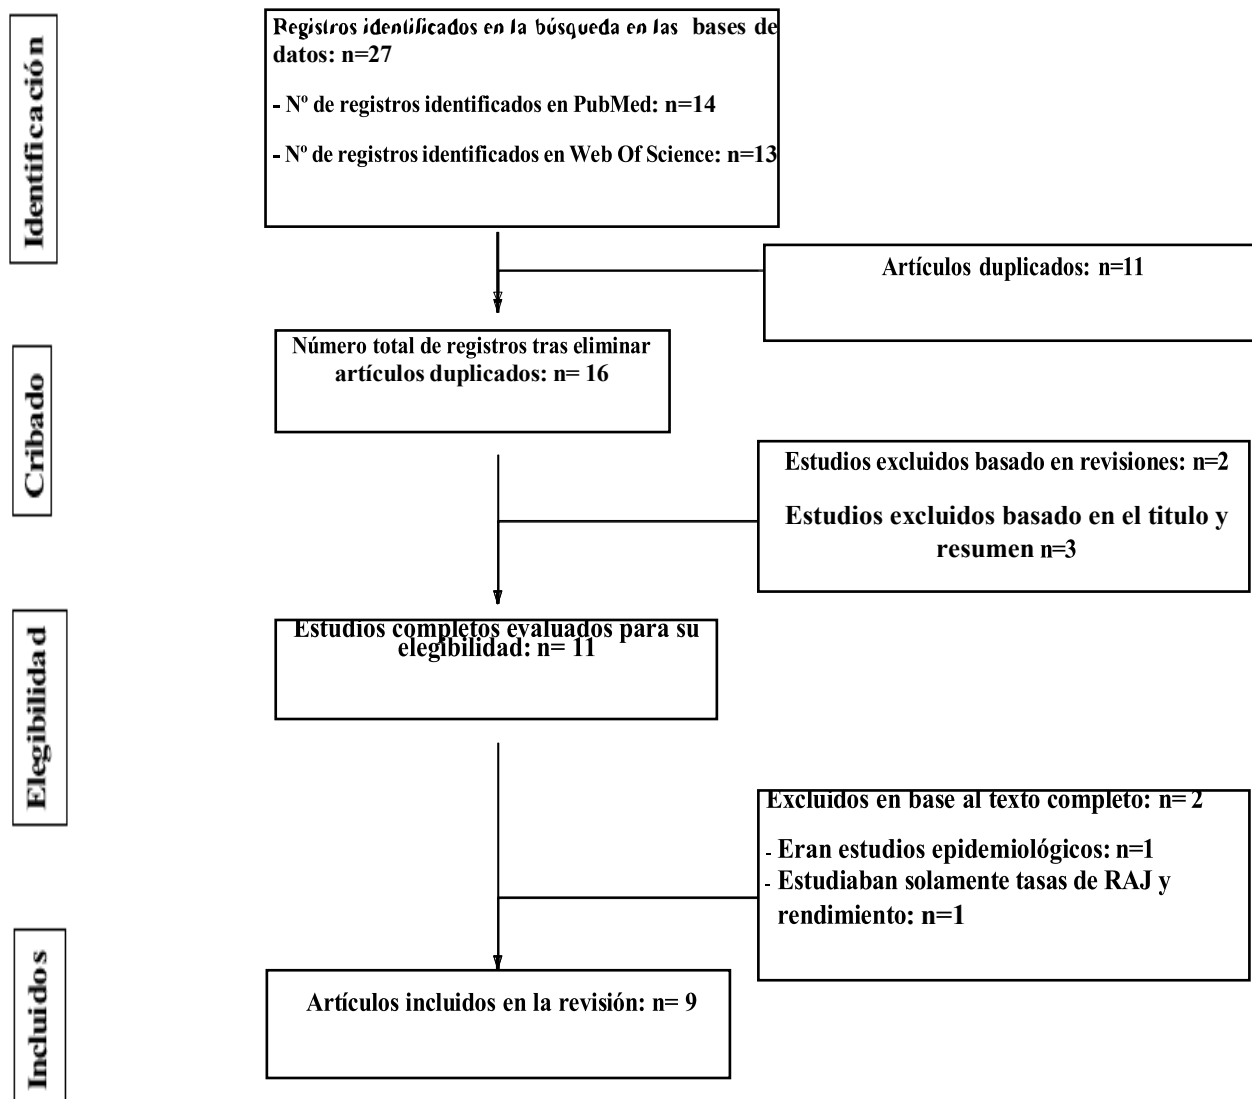 Identificación
Registros identificados en la búsqueda en las bases de
datos: n=27
- Nº de registros identificados en PubMed: n=14
- Nº de registros identificados en Web Of Science: n=13
Artículos duplicados: n=11
Cribado
Número total de registros tras eliminar
artículos duplicados: n= 16
Estudios excluidos basado en revisiones: n=2
Estudios excluidos basado en el titulo y
resumen n=3
Elegibilidad
Estudios completos evaluados para su
elegibilidad: n= 11
Excluidos en base al texto completo: n= 2
- Eran estudios epidemiológicos: n=1
- Estudiaban solamente tasas de RAJ y
rendimiento: n=1
Incluidos
Artículos incluidos en la revisión: n= 9